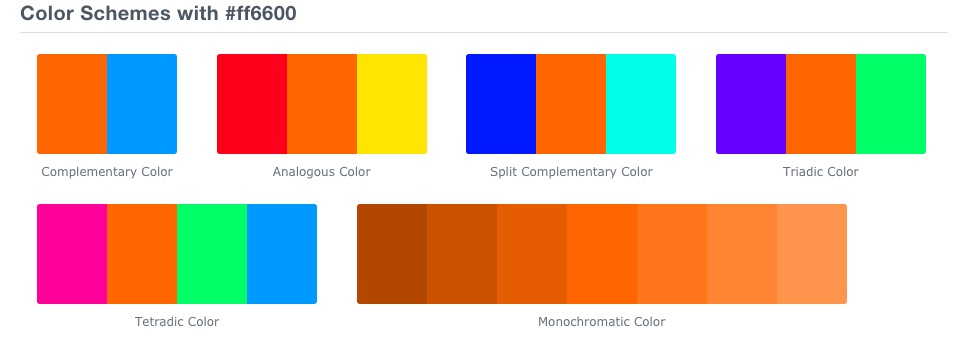 Color Schemes with #ff6600
Complementary Color
Analogous Color
Split Complementary Color
Triadic Color
Tetradic Color
Monochromatic Color